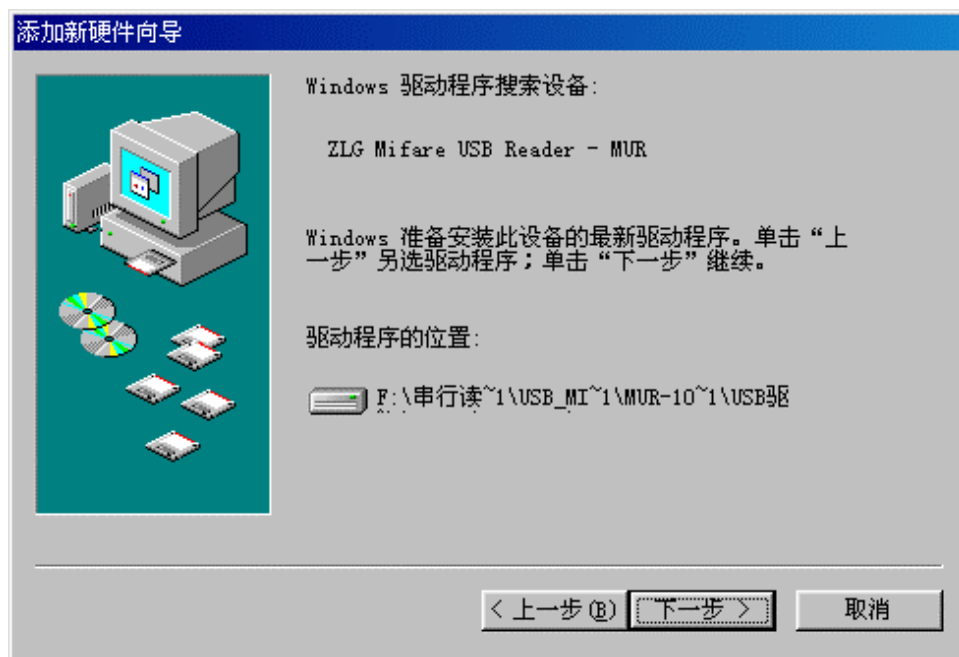 添加新硬件向导
Windows 驱动程序搜索设备:
ZLG Mifare USB Reader - MUR
Windows 准备安装此设备的最新驱动程序。单击“上
一步”另选驱动程序；单击“下一步”继续。
驱动程序的位置:
F:\串行读~1\USB_MI~1\MUR-10~1\USB驱
< 上一步(B)
下一步 >
取消